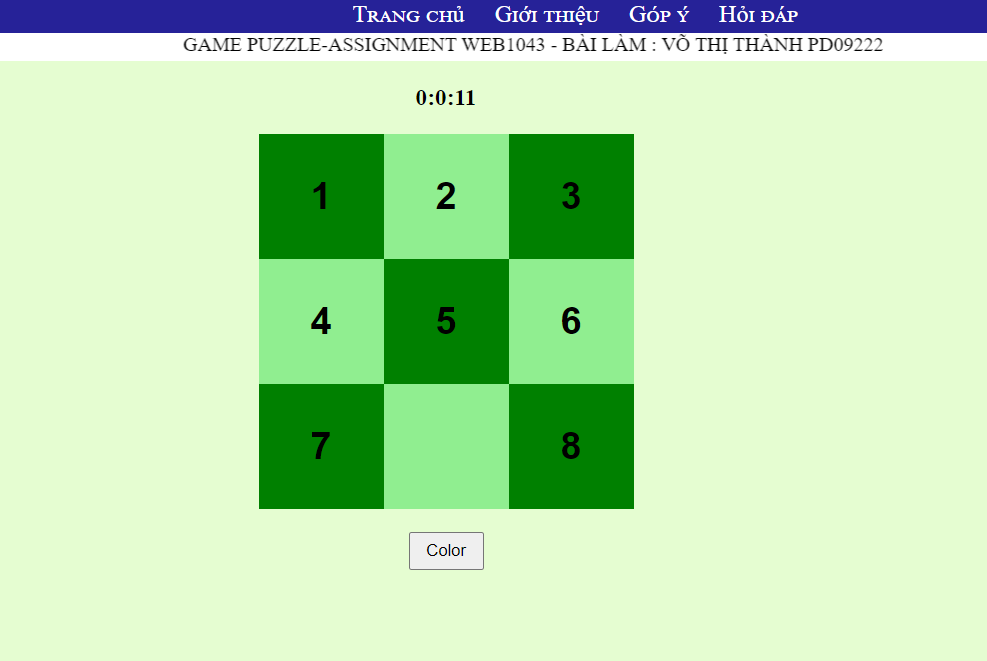 Trang chủ Giới thiệu Góp ý Hỏi đáp
GAME PUZZLE-ASSIGNMENT WEB1043 - BÀI LÀM : VÕ THỊ THÀNH PD09222
0:0:11
1 2 3
4 5 6
7 8
Color